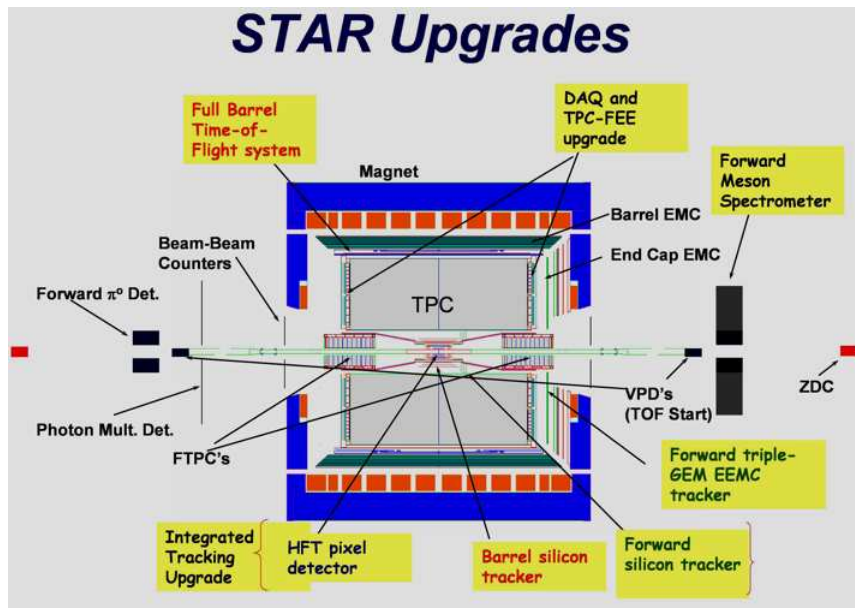 STAR Upgrades
Full Barrel
Time-of-
Flight system
DAQ and
TPC-FEE
upgrade
Forward
Meson
Spectrometer
Magnet
Barrel EMC
Beam-Beam
Counters
End Cap EMC
Forward πº Det.
TPC
ZDC
VPD's
(TOF Start)
Photon Mult. Det.
FTPC's
Forward triple-
GEM EEMC
tracker
Integrated
Tracking
Upgrade
HFT pixel
detector
Barrel silicon
tracker
Forward
silicon tracker